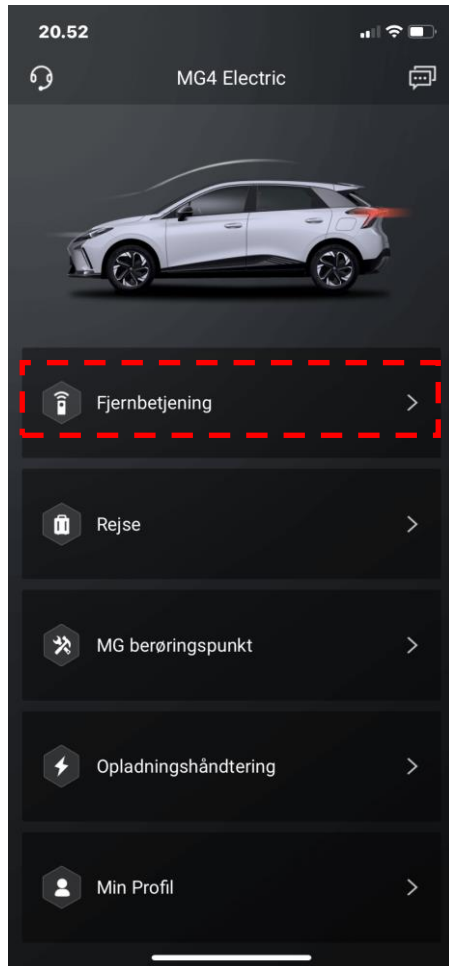 20.52
MG4 Electric
Fjernbetjening
Rejse
MG berøringspunkt
Opladningshåndtering
Min Profil